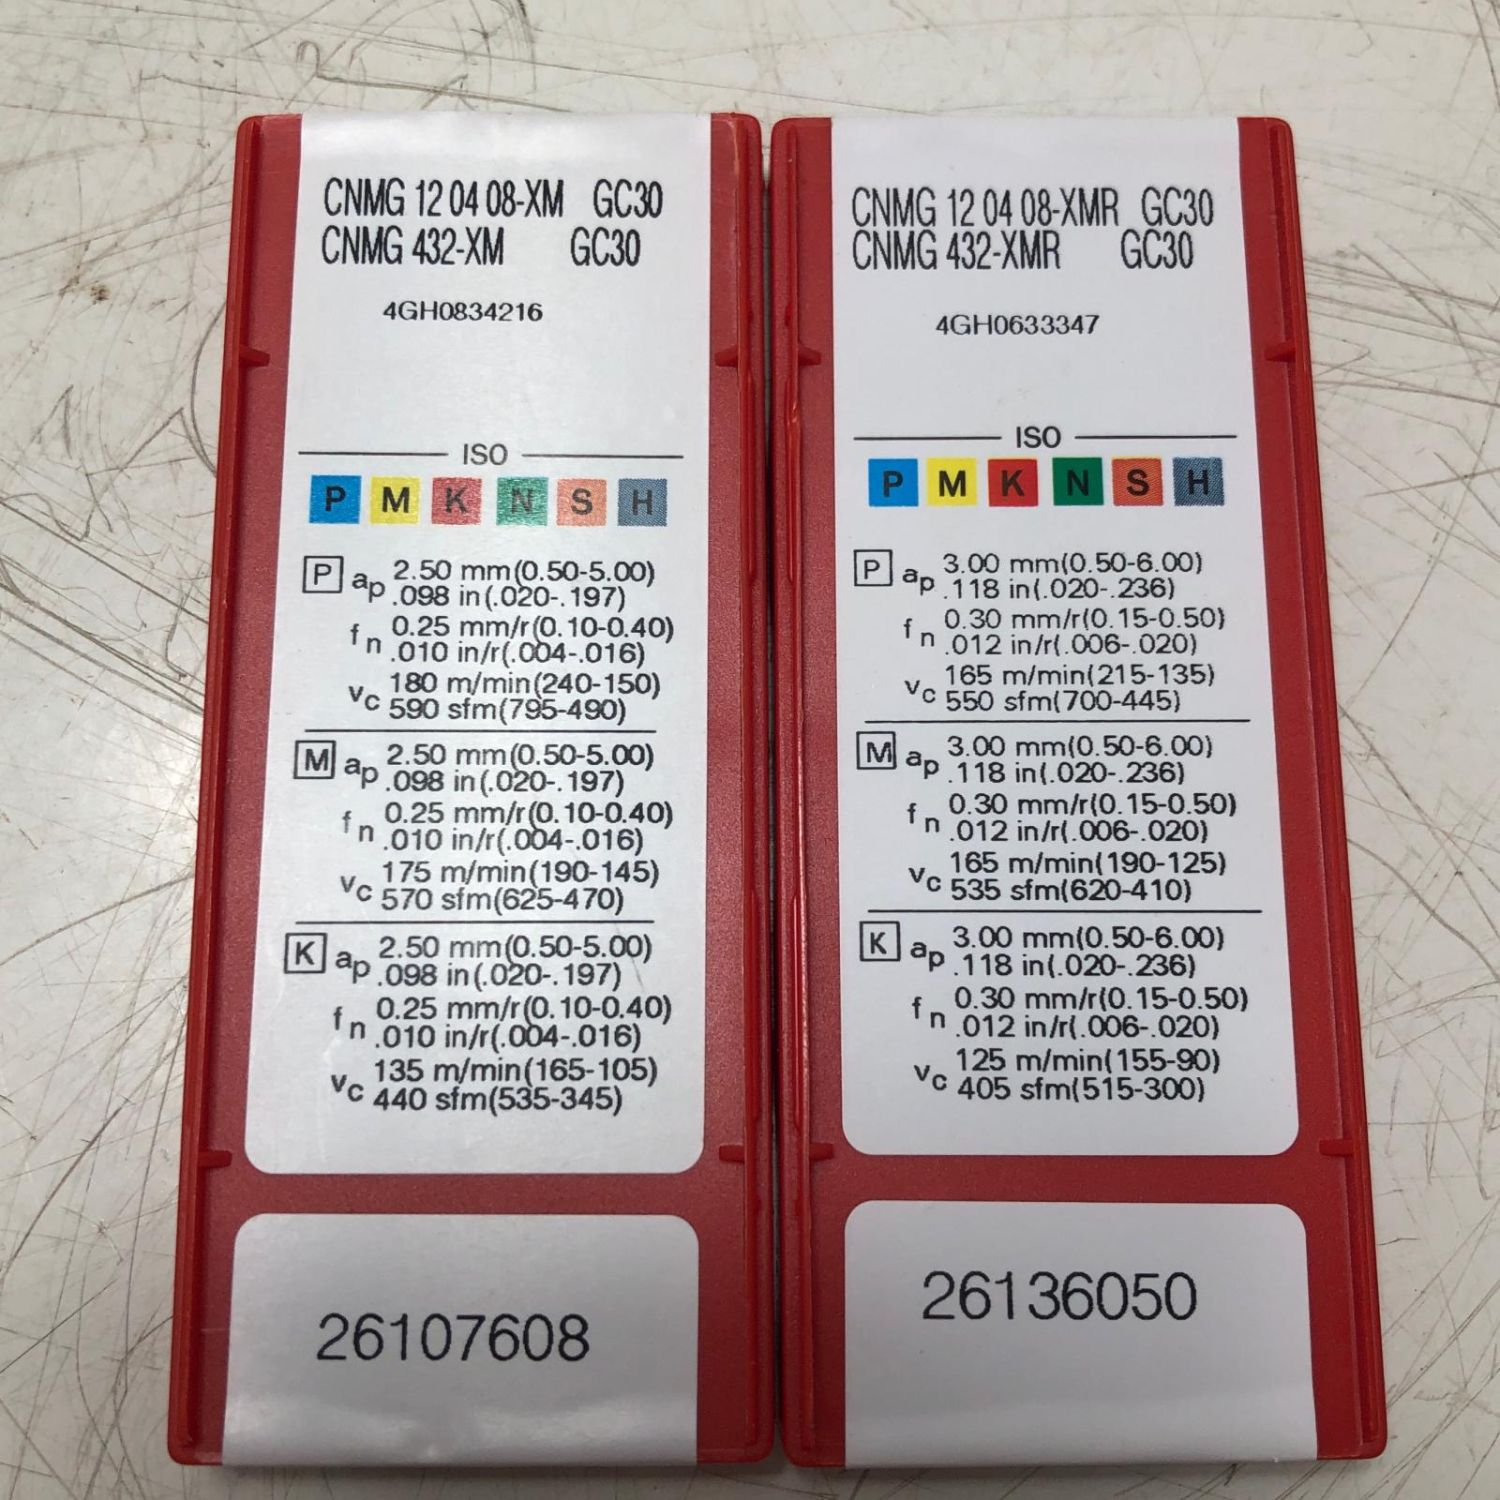 CNMG 12 04 08-XM GC30
CNMG 432-XM GC30
4GH0834216
ISO
P M K N S H
P ap 2.50 mm(0.50-5.00)
.098 in(.020-.197)
fn 0.25 mm/r(0.10-0.40)
.010 in/r(.004-.016)
vc 180 m/min(240-150)
590 sfm(795-490)
M ap 2.50 mm(0.50-5.00)
.098 in(.020-.197)
fn 0.25 mm/r(0.10-0.40)
.010 in/r(.004-.016)
vc 175 m/min(190-145)
570 sfm(625-470)
K ap 2.50 mm(0.50-5.00)
.098 in(.020-.197)
fn 0.25 mm/r(0.10-0.40)
.010 in/r(.004-.016)
vc 135 m/min(165-105)
440 sfm(535-345)
26107608
CNMG 12 04 08-XMR GC30
CNMG 432-XMR GC30
4GH0633347
ISO
P M K N S H
P ap 3.00 mm(0.50-6.00)
.118 in(.020-.236)
fn 0.30 mm/r(0.15-0.50)
.012 in/r(.006-.020)
vc 165 m/min(215-135)
550 sfm(700-445)
M ap 3.00 mm(0.50-6.00)
.118 in(.020-.236)
fn 0.30 mm/r(0.15-0.50)
.012 in/r(.006-.020)
vc 165 m/min(190-125)
535 sfm(620-410)
K ap 3.00 mm(0.50-6.00)
.118 in(.020-.236)
fn 0.30 mm/r(0.15-0.50)
.012 in/r(.006-.020)
vc 125 m/min(155-90)
405 sfm(515-300)
26136050